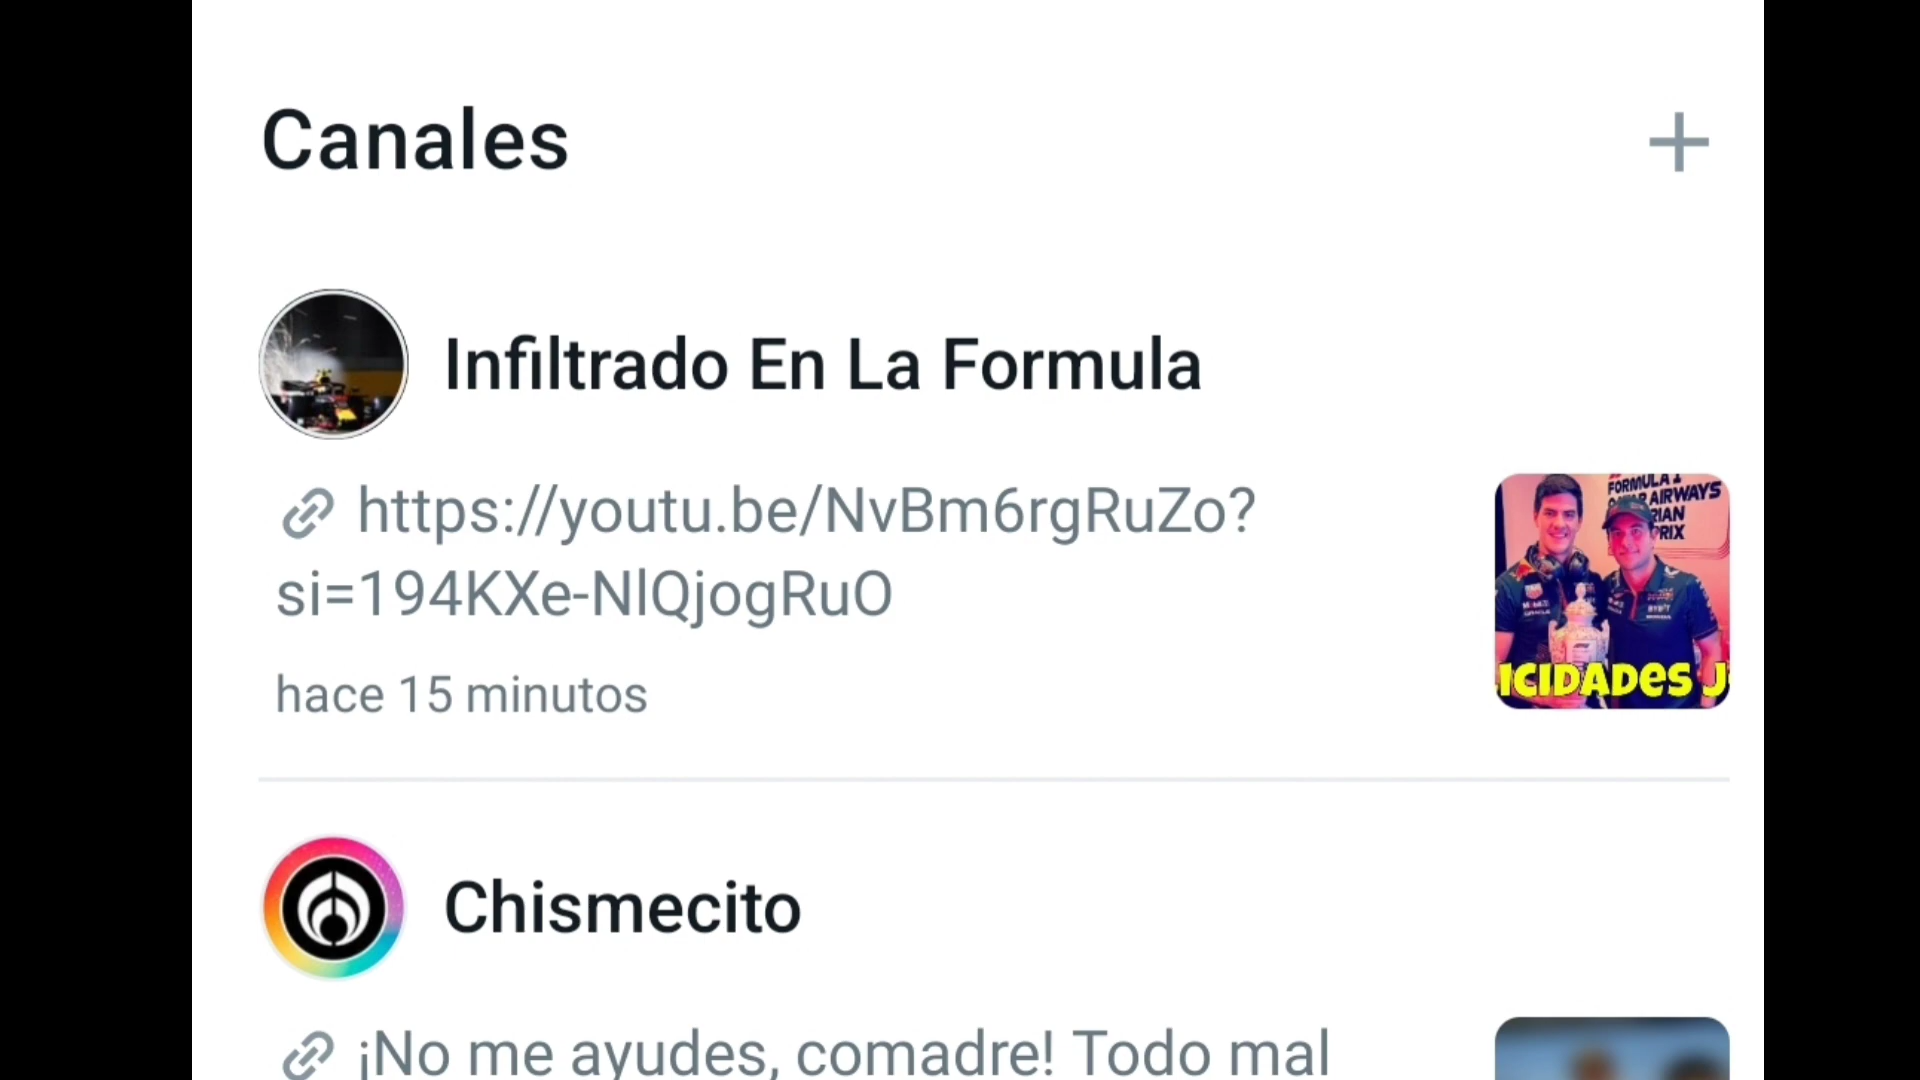 Canales
Infiltrado En La Formula
https://youtu.be/NvBm6rgRuZo?
si=194KXe-NlQjogRuO
hace 15 minutos
FORMULA 1
AIRWAYS
RIAN
PRIX
ICIDADES J
Chismecito
¡No me ayudes, comadre! Todo mal